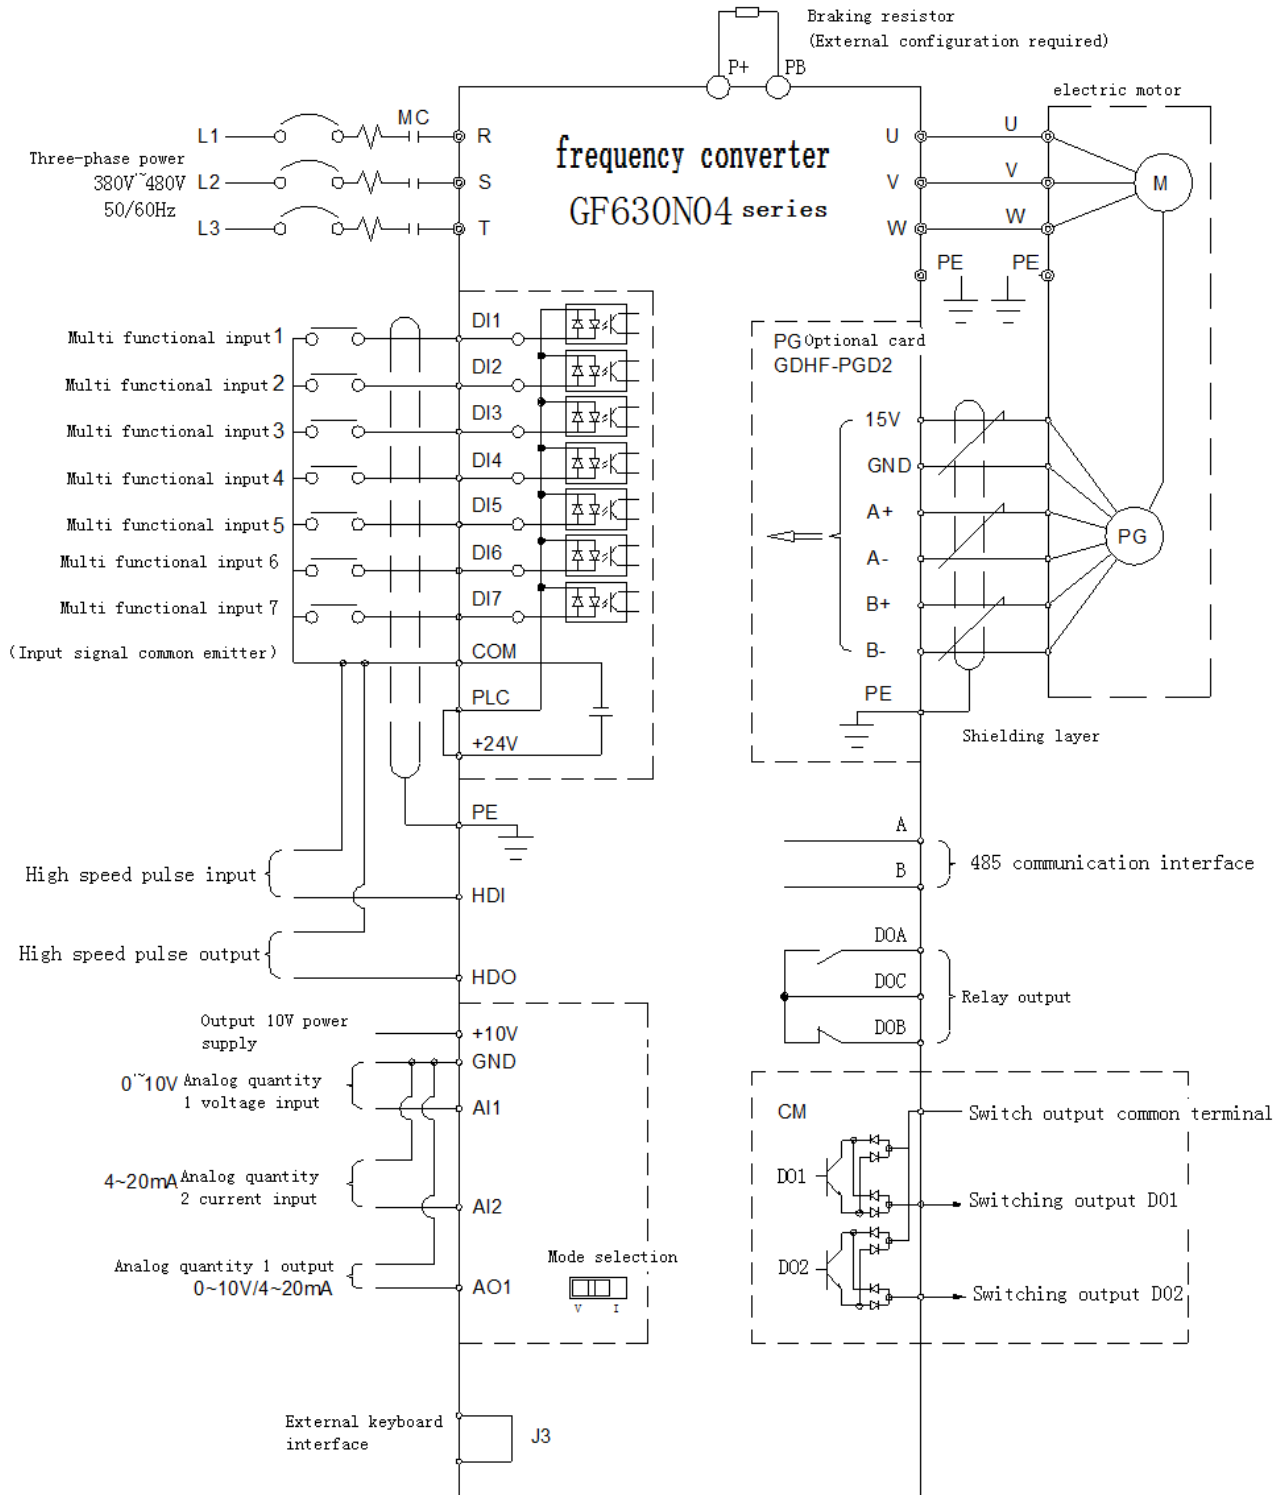 Braking resistor
(External configuration required)
P+
PB
electric motor
L1
MC
R
U
U
Three-phase power
380V~480V
50/60Hz
L2
S
frequency converter
V
V
M
GF630N04 series
L3
T
W
W
PE
PE
Multi functional input 1
DI1
Multi functional input 2
DI2
Multi functional input 3
DI3
Multi functional input 4
DI4
Multi functional input 5
DI5
Multi functional input 6
DI6
Multi functional input 7
DI7
(Input signal common emitter)
COM
PLC
+24V
PE
PG Optional card
GDHF-PGD2
15V
GND
A+
A-
B+
B-
PE
PG
Shielding layer
High speed pulse input
HDI
High speed pulse output
HDO
A
B
485 communication interface
DOA
DOC
DOB
Relay output
Output 10V power
supply
+10V
GND
0~10V Analog quantity
1 voltage input
AI1
4~20mA Analog quantity
2 current input
AI2
Analog quantity 1 output
0~10V/4~20mA
AO1
Mode selection
V
I
CM
Switch output common terminal
DO1
Switching output DO1
DO2
Switching output DO2
External keyboard
interface
J3